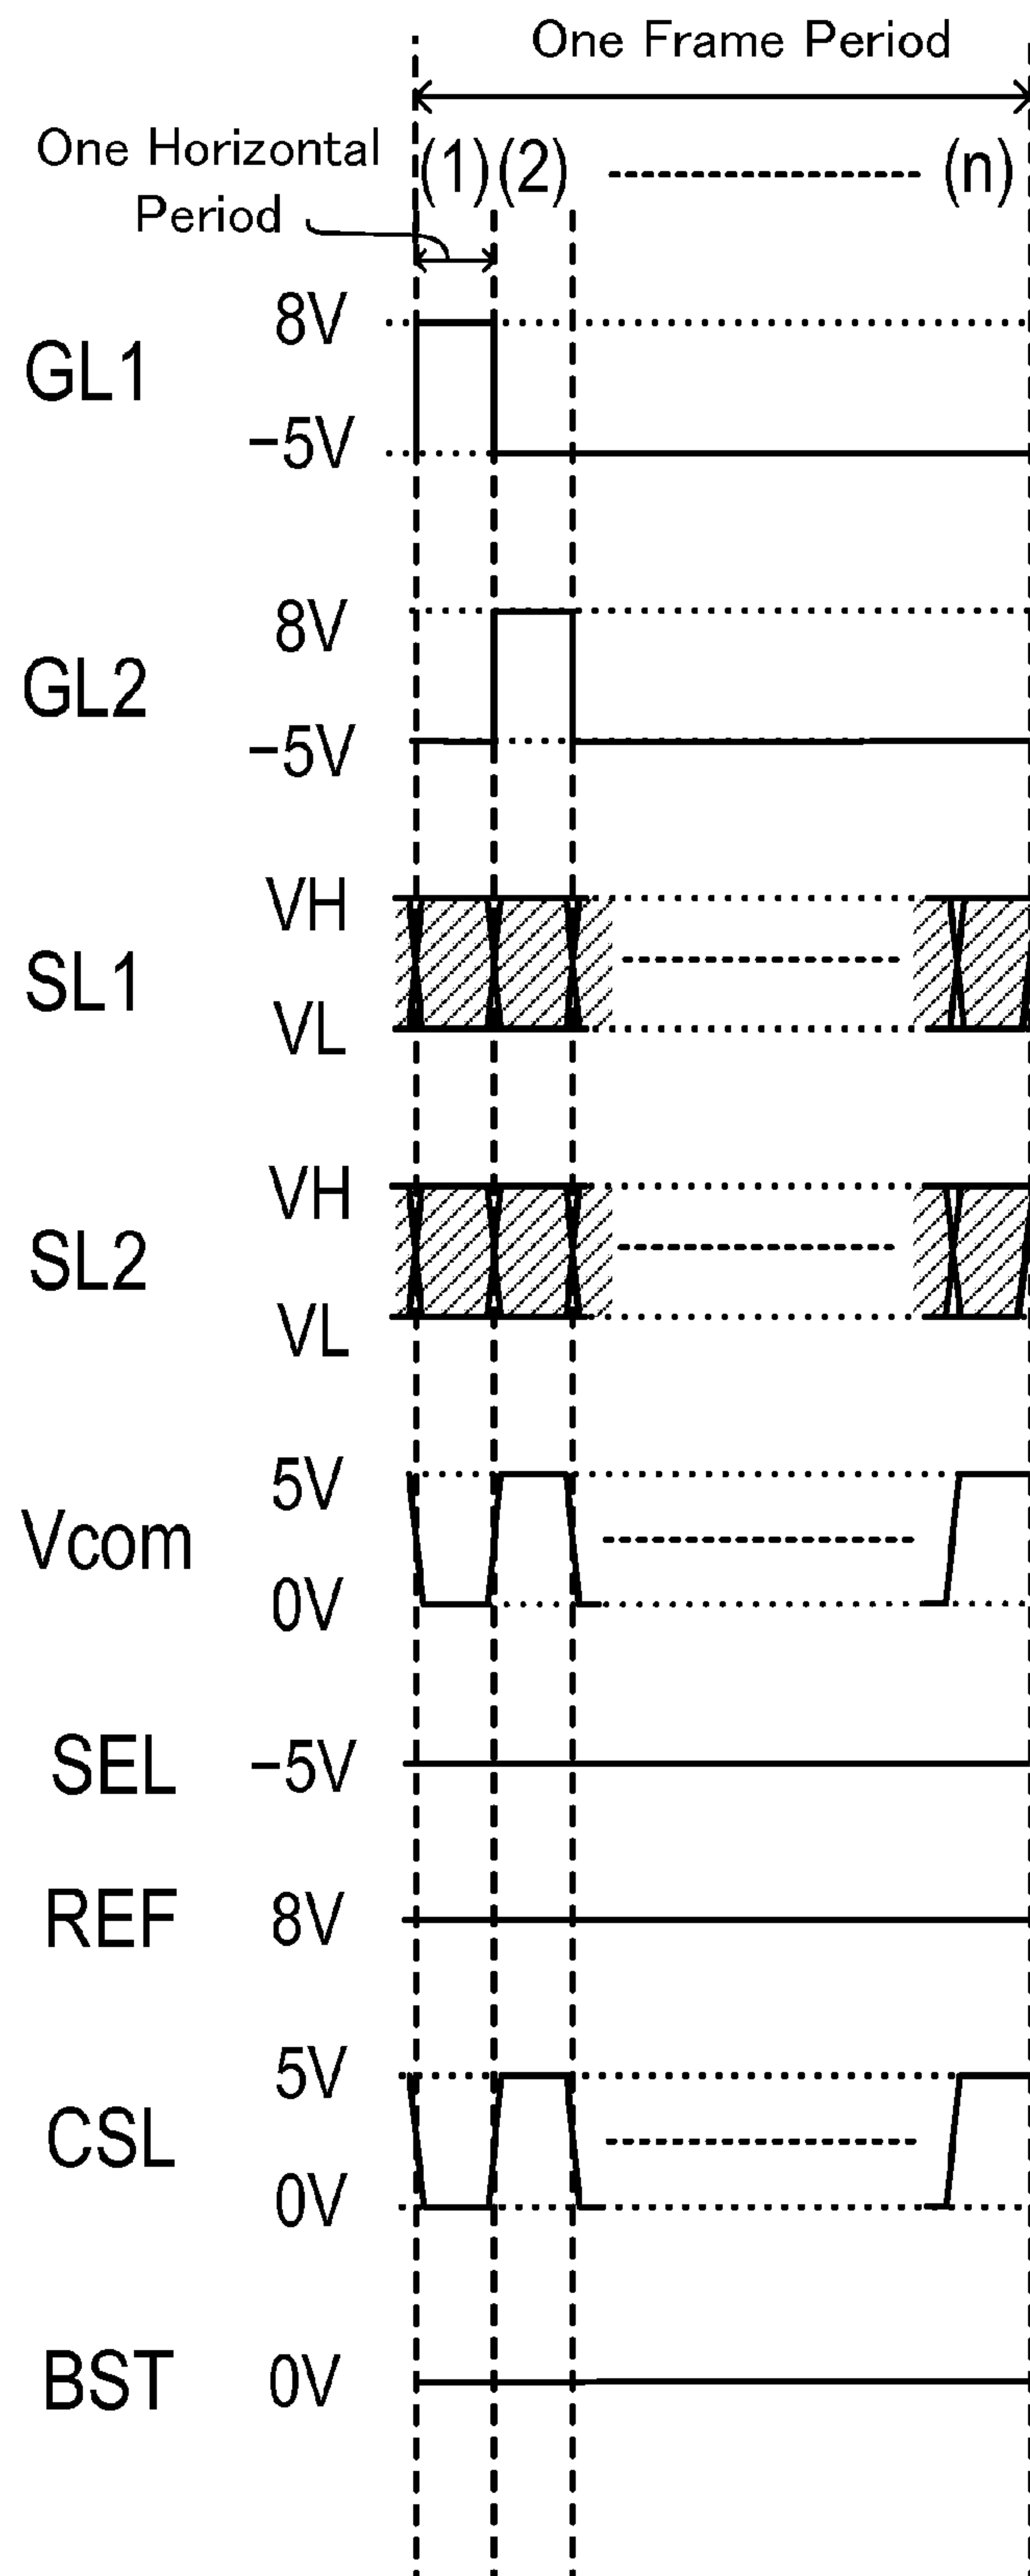 One Frame Period
One Horizontal
Period
(1) (2) (n)
8V
GL1
−5V
8V
GL2
−5V
VH
SL1
VL
VH
SL2
VL
5V
Vcom
0V
SEL −5V
REF 8V
5V
CSL
0V
BST 0V